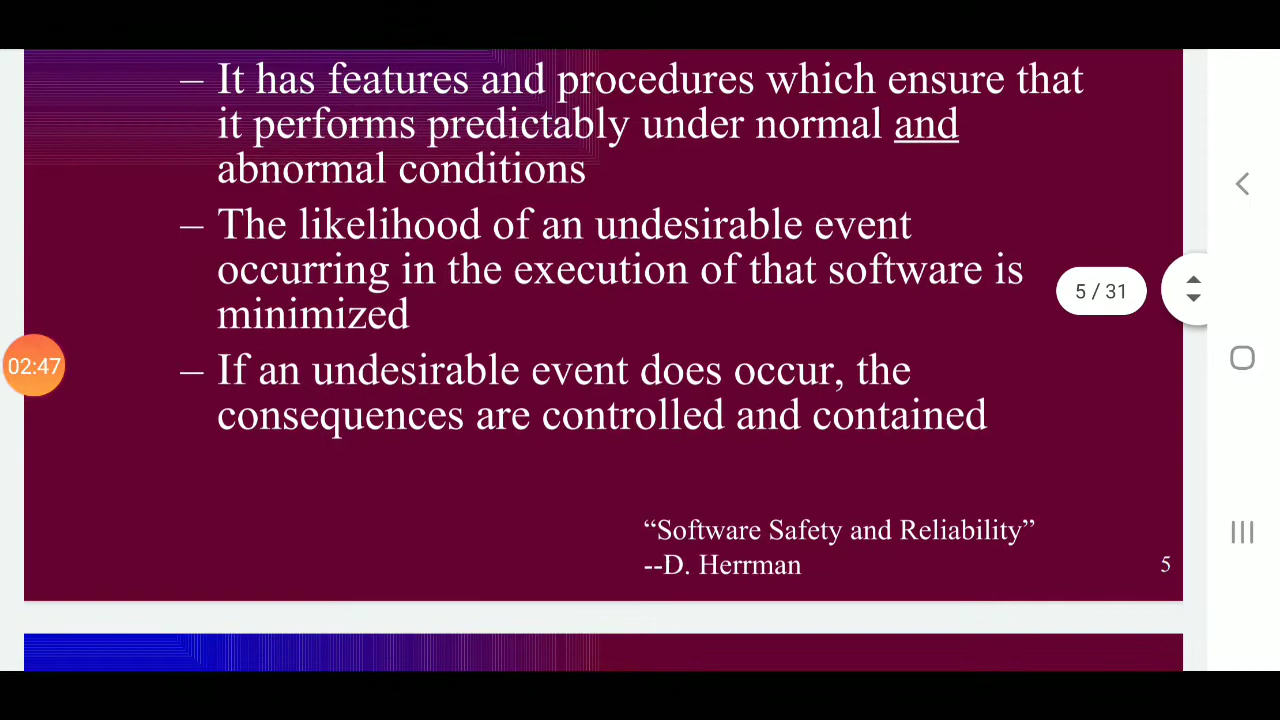 – It has features and procedures which ensure that
it performs predictably under normal and
abnormal conditions
– The likelihood of an undesirable event
occurring in the execution of that software is
minimized
5 / 31
02:47
– If an undesirable event does occur, the
consequences are controlled and contained
“Software Safety and Reliability”
--D. Herrman
5